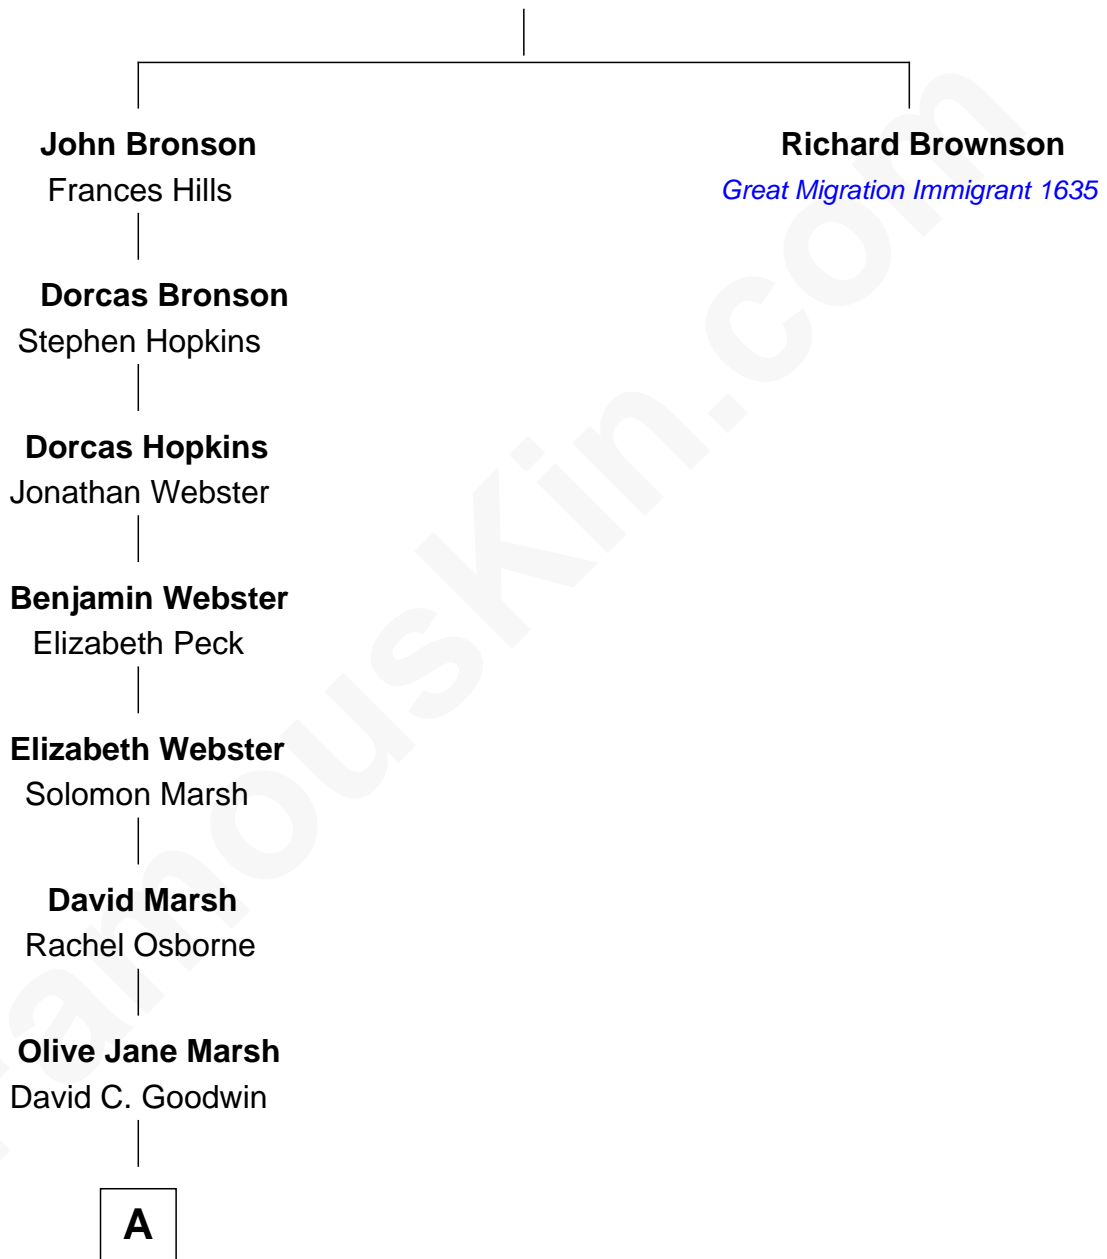 John Bronson
Frances Hills
Richard Brownson
Great Migration Immigrant 1635
Dorcas Bronson
Stephen Hopkins
Dorcas Hopkins
Jonathan Webster
Benjamin Webster
Elizabeth Peck
Elizabeth Webster
Solomon Marsh
David Marsh
Rachel Osborne
Olive Jane Marsh
David C. Goodwin
A
FamousKin.com